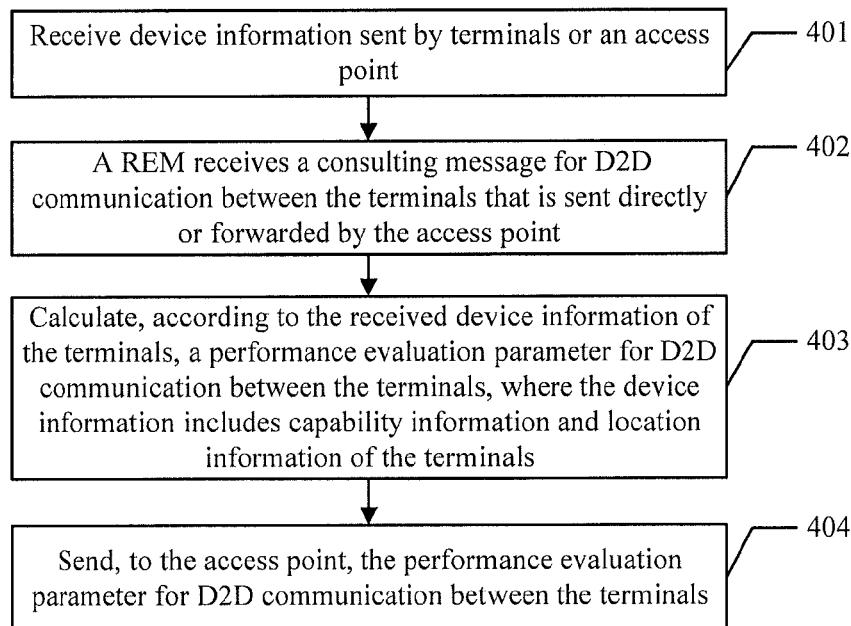 Receive device information sent by terminals or an access
point
401
A REM receives a consulting message for D2D
communication between the terminals that is sent directly
or forwarded by the access point
402
Calculate, according to the received device information of
the terminals, a performance evaluation parameter for D2D
communication between the terminals, where the device
information includes capability information and location
information of the terminals
403
Send, to the access point, the performance evaluation
parameter for D2D communication between the terminals
404